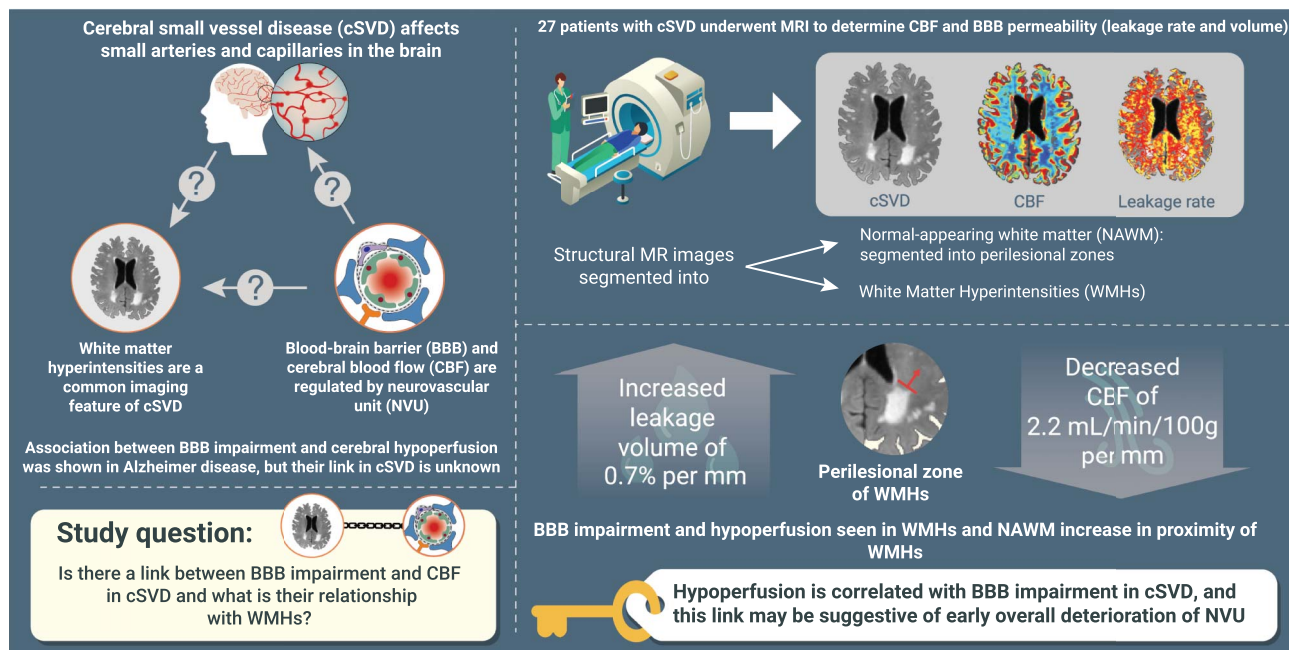 Cerebral small vessel disease (cSVD) affects
small arteries and capillaries in the brain
?
?
?
White matter
hyperintensities are a
common imaging
feature of cSVD
Blood-brain barrier (BBB) and
cerebral blood flow (CBF) are
regulated by neurovascular
unit (NVU)
Association between BBB impairment and cerebral hypoperfusion
was shown in Alzheimer disease, but their link in cSVD is unknown
Study question:
Is there a link between BBB impairment and CBF
in cSVD and what is their relationship
with WMHs?
27 patients with cSVD underwent MRI to determine CBF and BBB permeability (leakage rate and volume)
cSVD
CBF
Leakage rate
Structural MR images
segmented into
Normal-appearing white matter (NAWM):
segmented into perilesional zones
White Matter Hyperintensities (WMHs)
Increased
leakage
volume of
0.7% per mm
Perilesional zone
of WMHs
Decreased
CBF of
2.2 mL/min/100g
per mm
BBB impairment and hypoperfusion seen in WMHs and NAWM increase in proximity of
WMHs
Hypoperfusion is correlated with BBB impairment in cSVD, and
this link may be suggestive of early overall deterioration of NVU